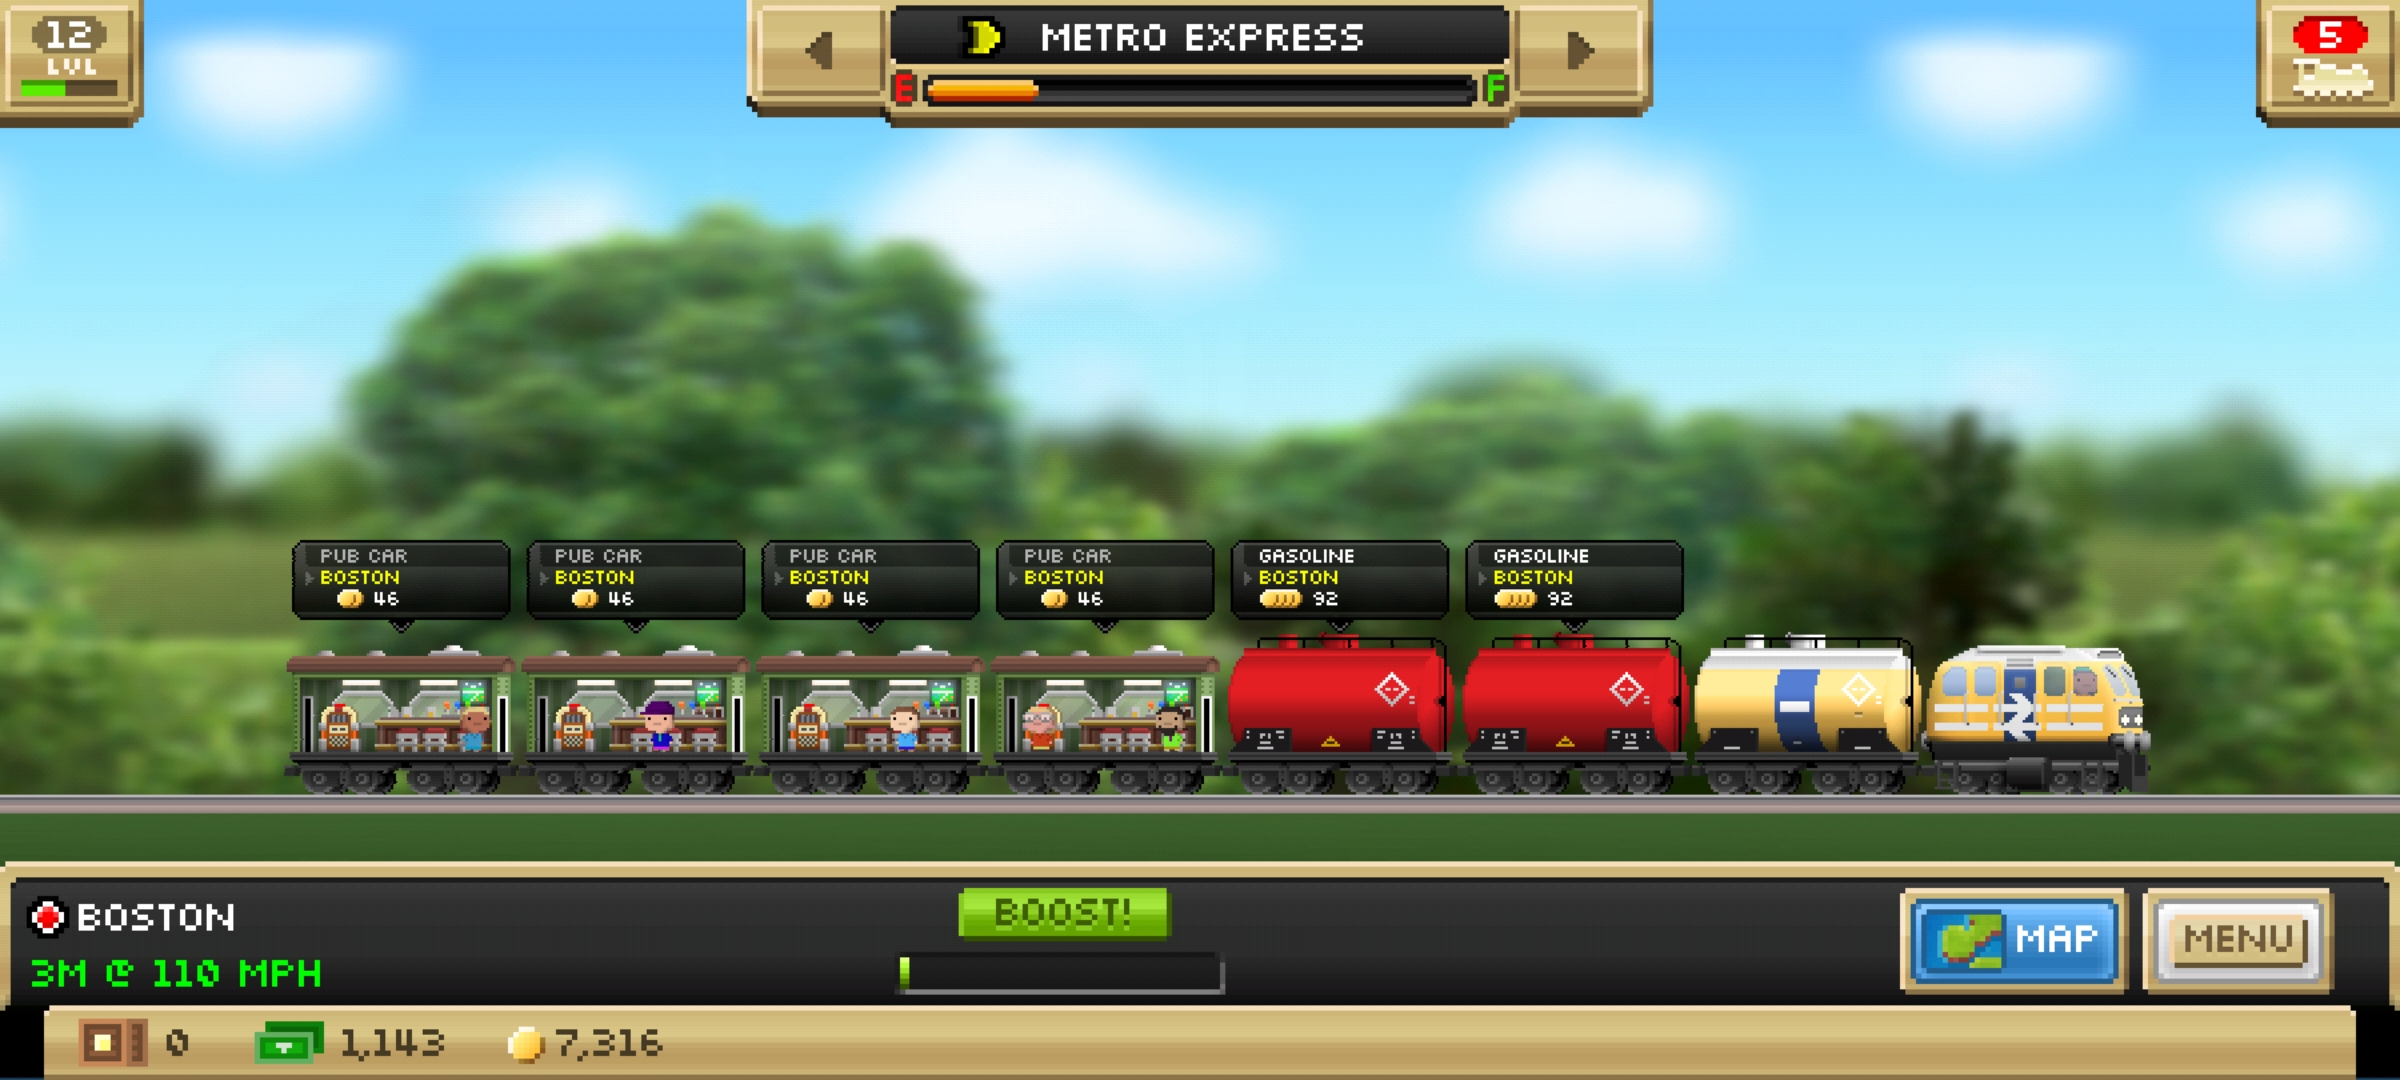 12
LVL
METRO EXPRESS
E
F
5
PUB CAR
BOSTON
46
PUB CAR
BOSTON
46
PUB CAR
BOSTON
46
PUB CAR
BOSTON
46
GASOLINE
BOSTON
92
GASOLINE
BOSTON
92
BOSTON
3M @ 110 MPH
BOOST!
MAP
MENU
0
1,143
7,316